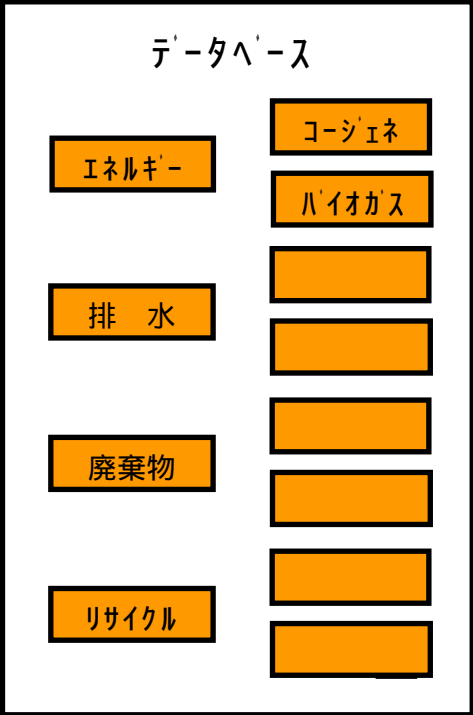 ﾃﾞｰﾀﾍﾞｰｽ
ｺｰｼﾞｪﾈ
ｴﾈﾙｷﾞｰ
ﾊﾞｲｵｶﾞｽ
排　水
廃棄物
ﾘｻｲｸﾙ